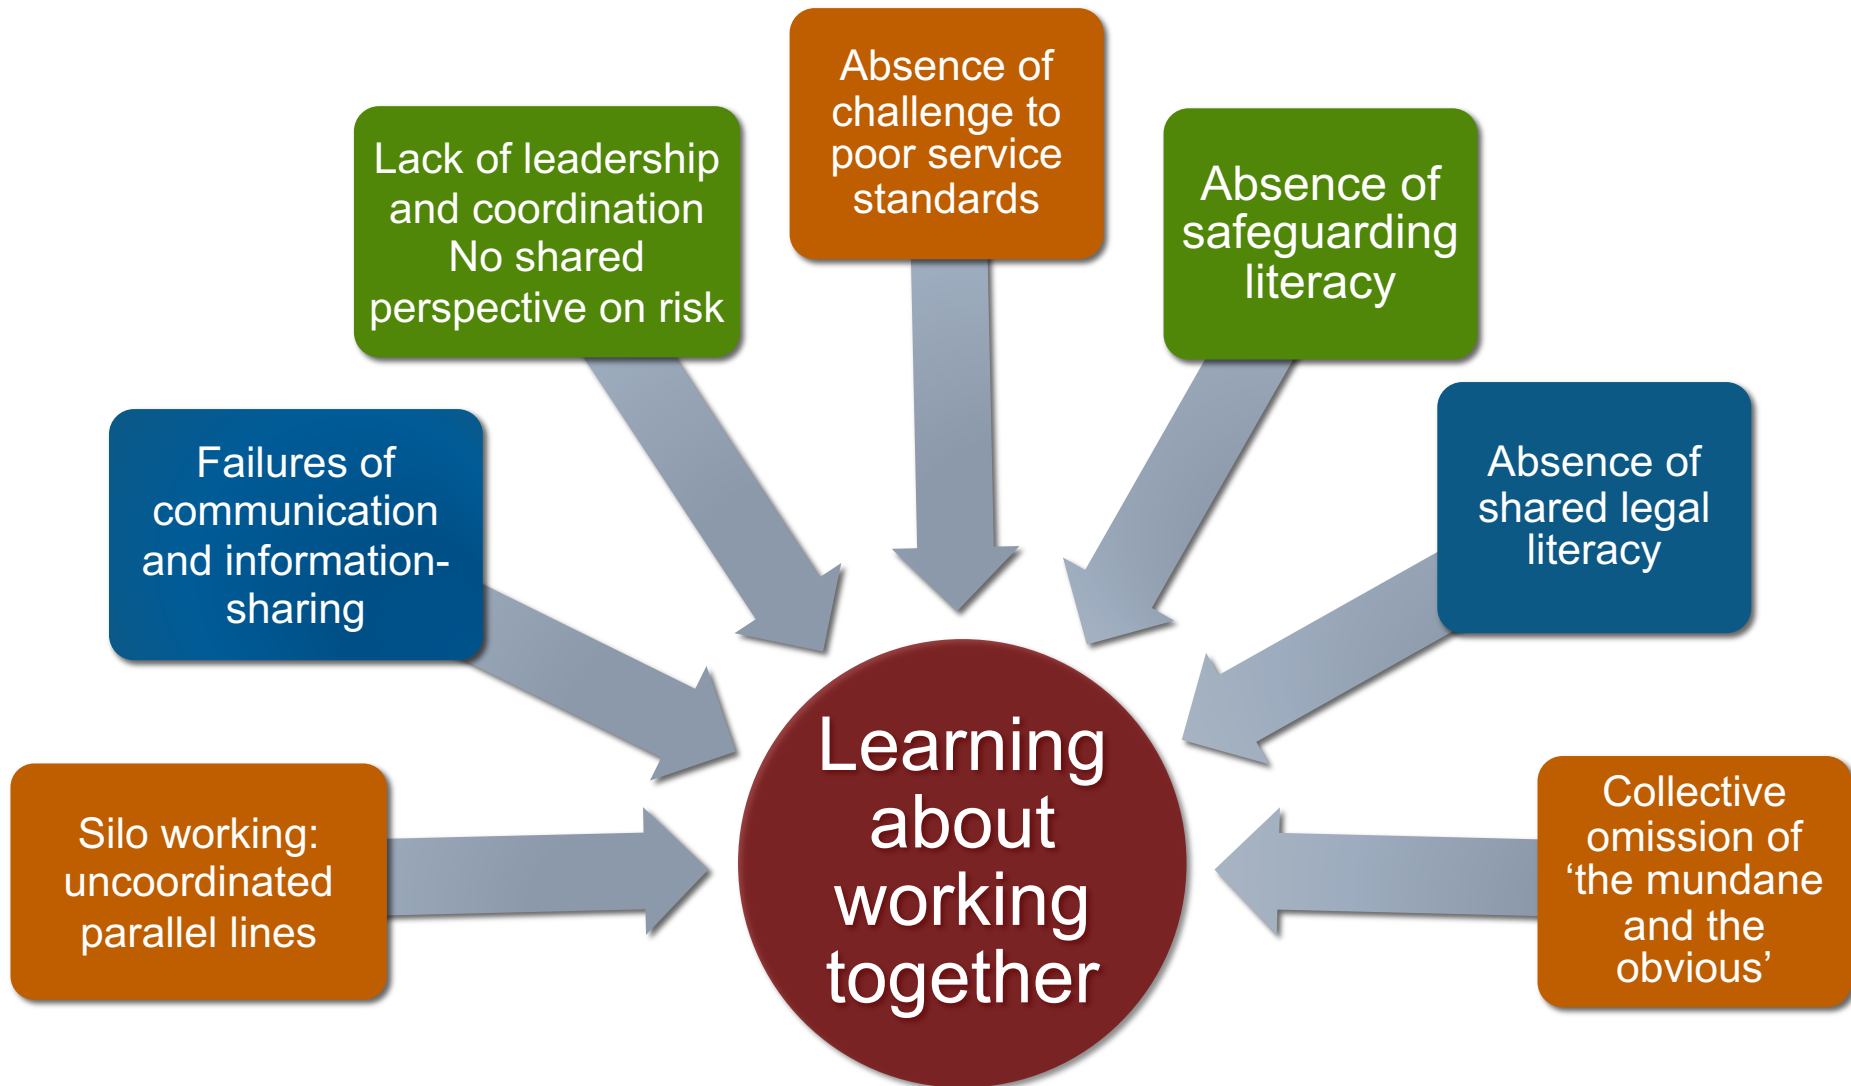 Silo working:
uncoordinated
parallel lines
Failures of
communication
and information-
sharing
Lack of leadership
and coordination
No shared
perspective on risk
Absence of
challenge to
poor service
standards
Absence of
safeguarding
literacy
Absence of
shared legal
literacy
Collective
omission of
‘the mundane
and the
obvious’
Learning
about
working
together